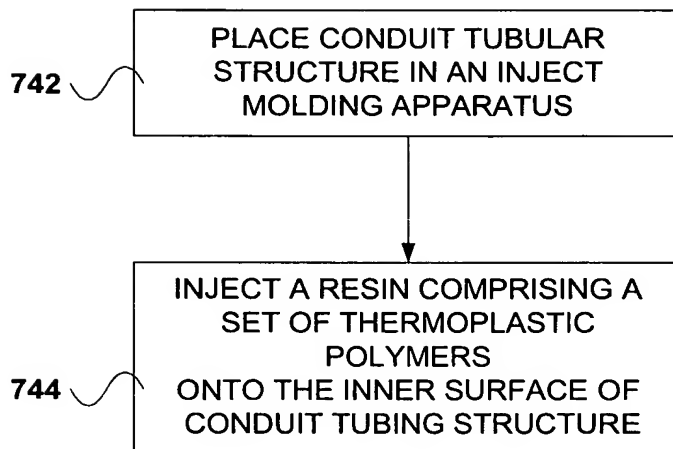 742
PLACE CONDUIT TUBULAR
STRUCTURE IN AN INJECT
MOLDING APPARATUS
744
INJECT A RESIN COMPRISING A
SET OF THERMOPLASTIC
POLYMERS
ONTO THE INNER SURFACE OF
CONDUIT TUBING STRUCTURE